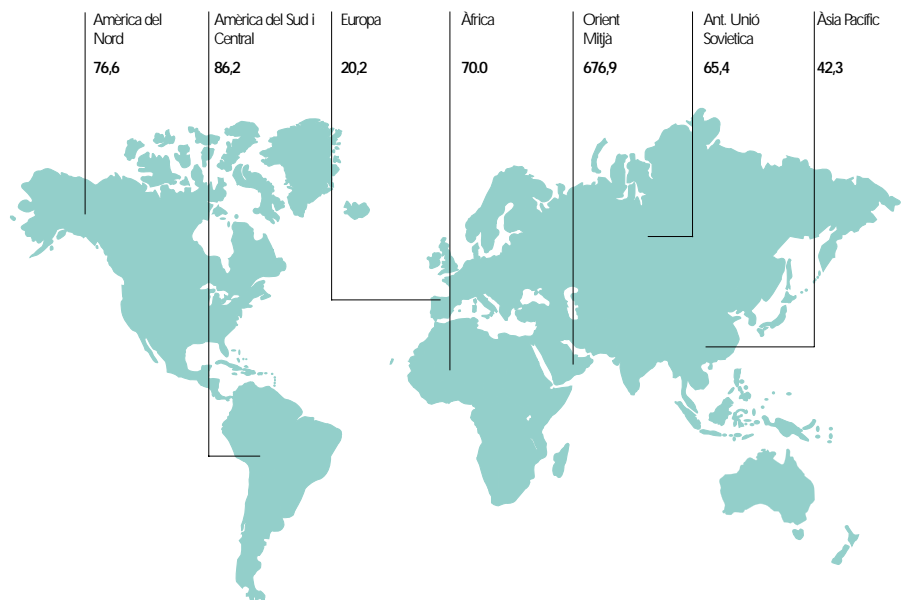 Amèrica del
Nord
76,6
Amèrica del Sud i
Central
86,2
Europa
20,2
Àfrica
70.0
Orient
Mitjà
676,9
Ant. Unió
Sovietica
65,4
Àsia Pacífic
42,3